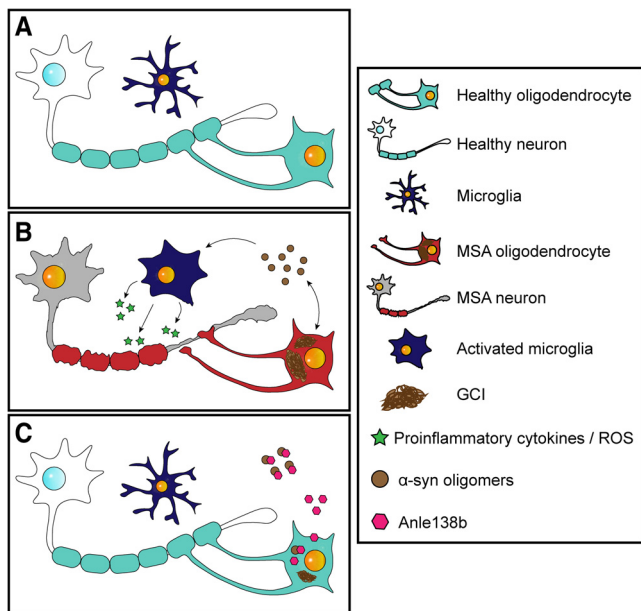 A
B
C
Healthy oligodendrocyte
Healthy neuron
Microglia
MSA oligodendrocyte
MSA neuron
Activated microglia
GCI
Proinflammatory cytokines / ROS
α-syn oligomers
Anle138b